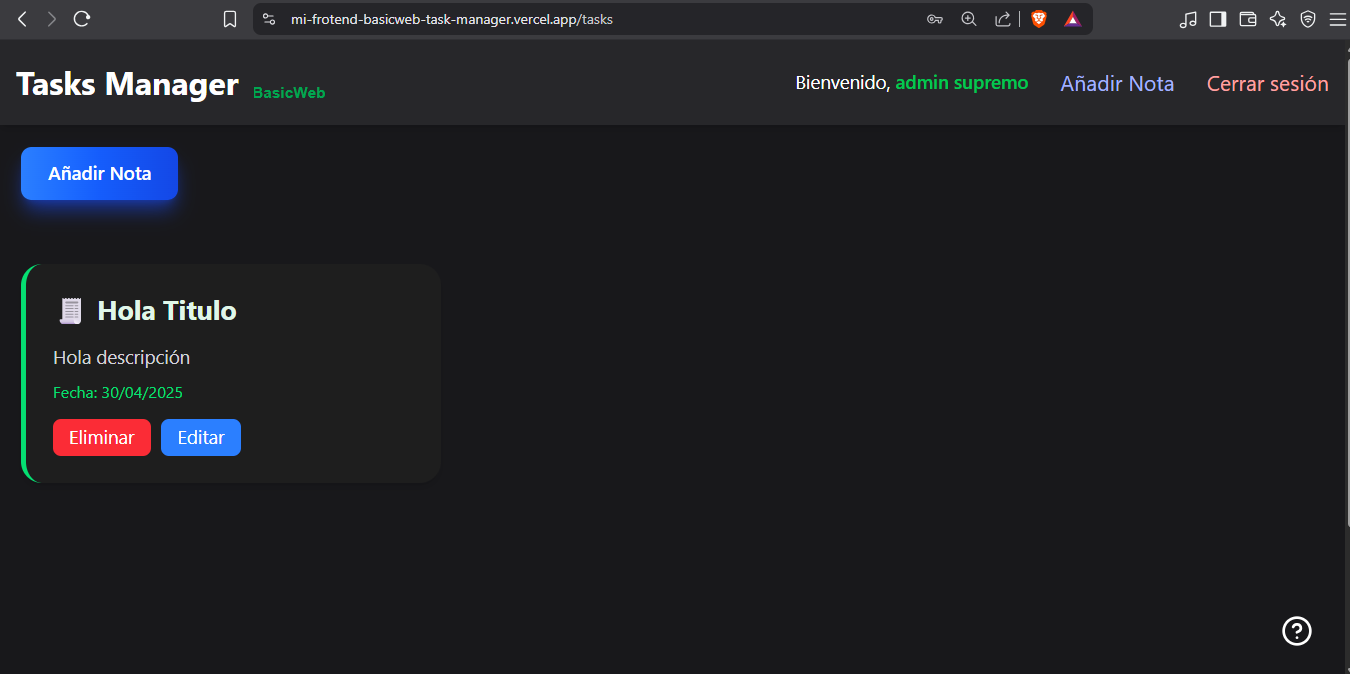 mi-frotend-basicweb-task-manager.vercel.app/tasks
Tasks Manager BasicWeb
Bienvenido, admin supremo Añadir Nota Cerrar sesión
Añadir Nota
Hola Titulo
Hola descripción
Fecha: 30/04/2025
Eliminar Editar
?